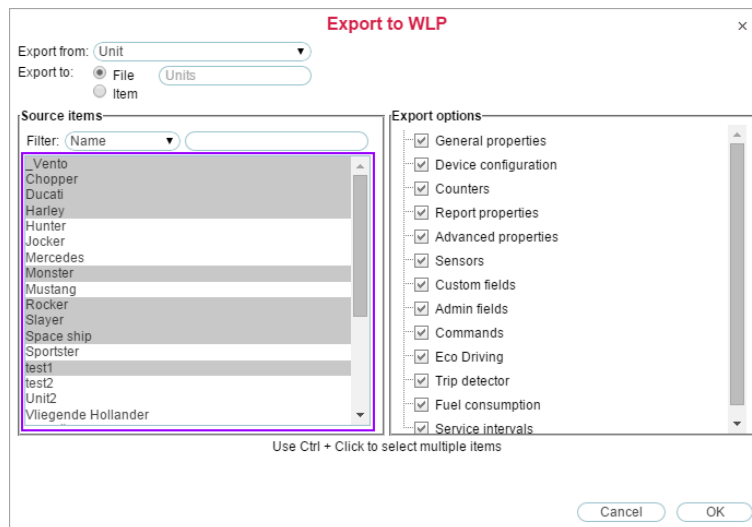 Export to WLP
×
Export from: Unit
Export to: File Units
Item
Source items
Filter: Name
_Vento
Chopper
Ducati
Harley
Hunter
Jocker
Mercedes
Monster
Mustang
Rocker
Slayer
Space ship
Sportster
test1
test2
Unit2
Vliegende Hollander
Export options
General properties
Device configuration
Counters
Report properties
Advanced properties
Sensors
Custom fields
Admin fields
Commands
Eco Driving
Trip detector
Fuel consumption
Service intervals
Use Ctrl + Click to select multiple items
Cancel OK